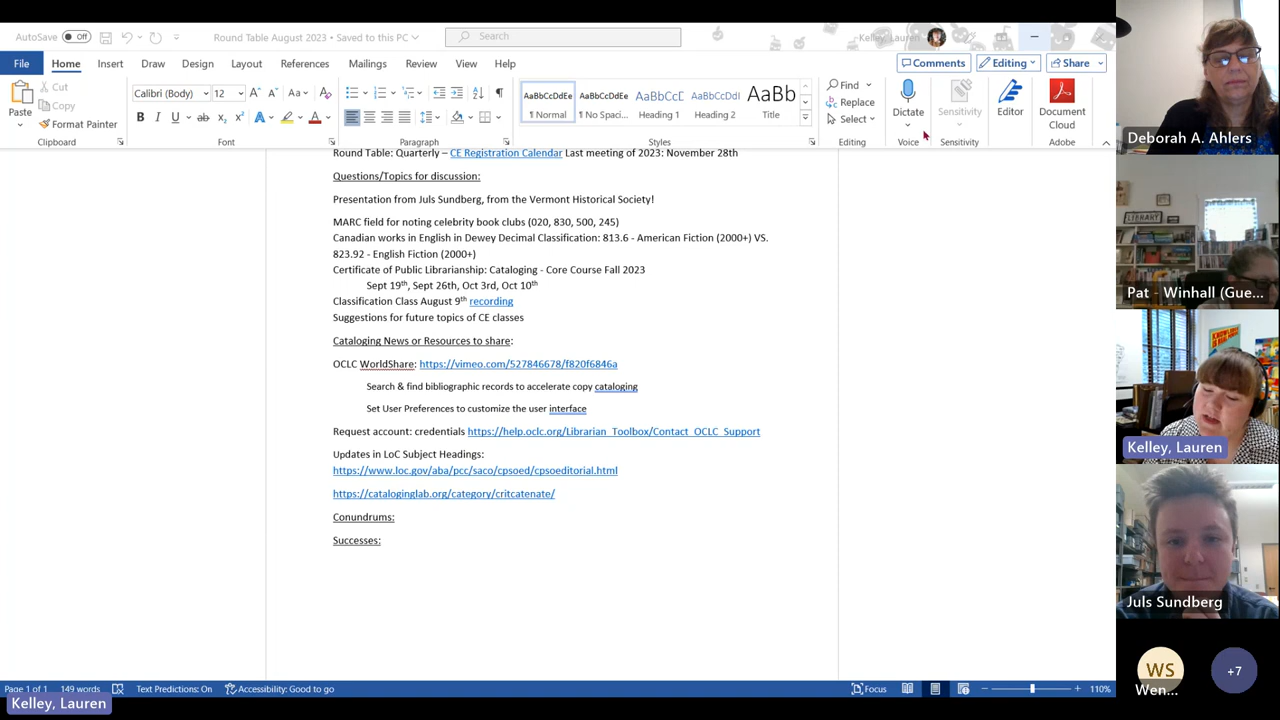 AutoSave Off
Round Table August 2023 • Saved to this PC
Search
Kelley, Lauren
File Home Insert Draw Design Layout References Mailings Review View Help
Comments Editing Share
Paste
Cut
Copy
Format Painter
Clipboard
Calibri (Body) 12
Font
Paragraph
AaBbCcDdEe AaBbCcDdEe AaBbCcD AaBbCcDdI AaBb
¶ Normal ¶ No Spaci... Heading 1 Heading 2 Title
Styles
Find
Replace
Select
Editing
Dictate
Voice
Sensitivity
Sensitivity
Editor
Document
Cloud
Adobe
Round Table: Quarterly – CE Registration Calendar Last meeting of 2023: November 28th
Questions/Topics for discussion:
Presentation from Juls Sundberg, from the Vermont Historical Society!
MARC field for noting celebrity book clubs (020, 830, 500, 245)
Canadian works in English in Dewey Decimal Classification: 813.6 - American Fiction (2000+) VS.
823.92 - English Fiction (2000+)
Certificate of Public Librarianship: Cataloging - Core Course Fall 2023
Sept 19th, Sept 26th, Oct 3rd, Oct 10th
Classification Class August 9th recording
Suggestions for future topics of CE classes
Cataloging News or Resources to share:
OCLC WorldShare: https://vimeo.com/527846678/f820f6846a
Search & find bibliographic records to accelerate copy cataloging
Set User Preferences to customize the user interface
Request account: credentials https://help.oclc.org/Librarian_Toolbox/Contact_OCLC_Support
Updates in LoC Subject Headings:
https://www.loc.gov/aba/pcc/saco/cpsoed/cpsoeditorial.html
https://cataloginglab.org/category/critcatenate/
Conundrums:
Successes:
Page 1 of 1 149 words Text Predictions: On Accessibility: Good to go
Focus 110%
Kelley, Lauren
Deborah A. Ahlers
LIBRARY
Pat - Winhall (Gue...
Kelley, Lauren
Juls Sundberg
WS
Wen...
+7